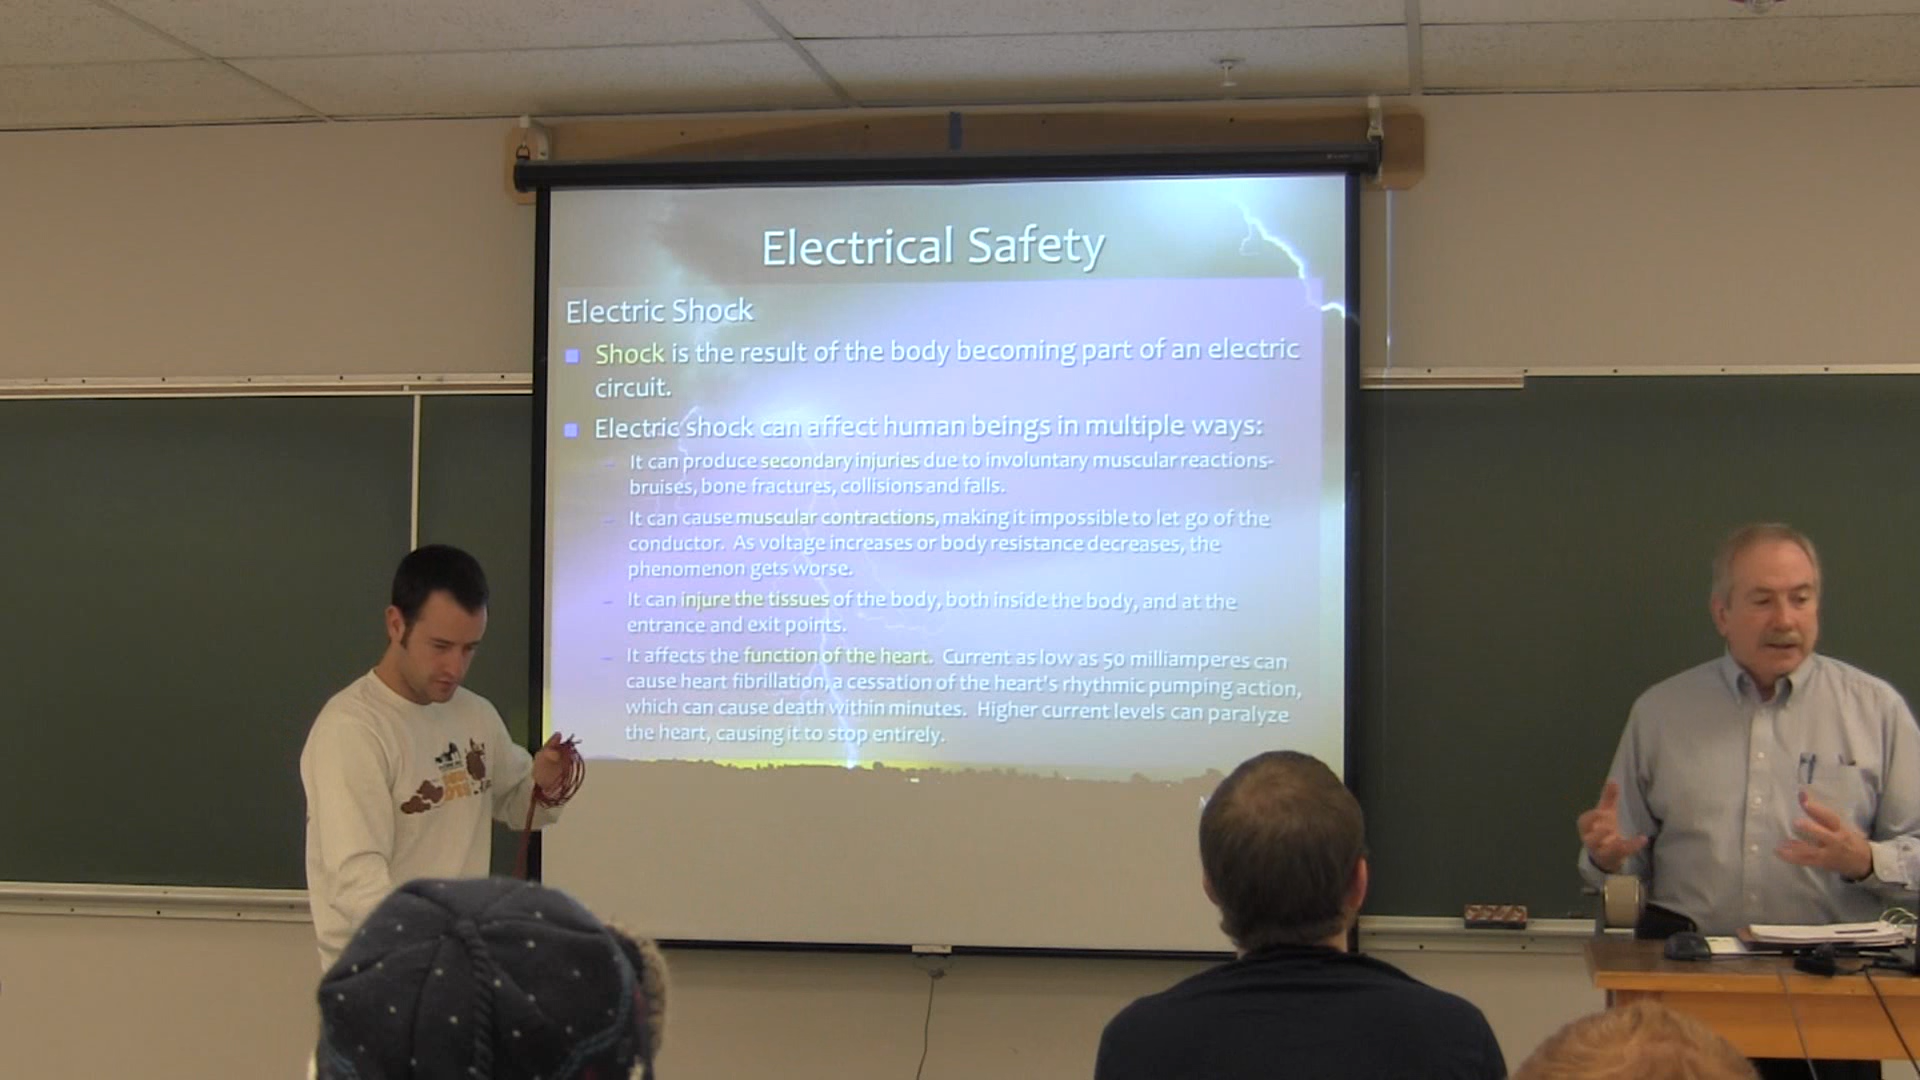 Electrical Safety
Electric Shock
Shock is the result of the body becoming part of an electric
circuit.
Electric shock can affect human beings in multiple ways:
– It can produce secondary injuries due to involuntary muscular reactions-
bruises, bone fractures, collisions and falls.
– It can cause muscular contractions, making it impossible to let go of the
conductor. As voltage increases or body resistance decreases, the
phenomenon gets worse.
– It can injure the tissues of the body, both inside the body, and at the
entrance and exit points.
– It affects the function of the heart. Current as low as 50 milliamperes can
cause heart fibrillation, a cessation of the heart's rhythmic pumping action,
which can cause death within minutes. Higher current levels can paralyze
the heart, causing it to stop entirely.